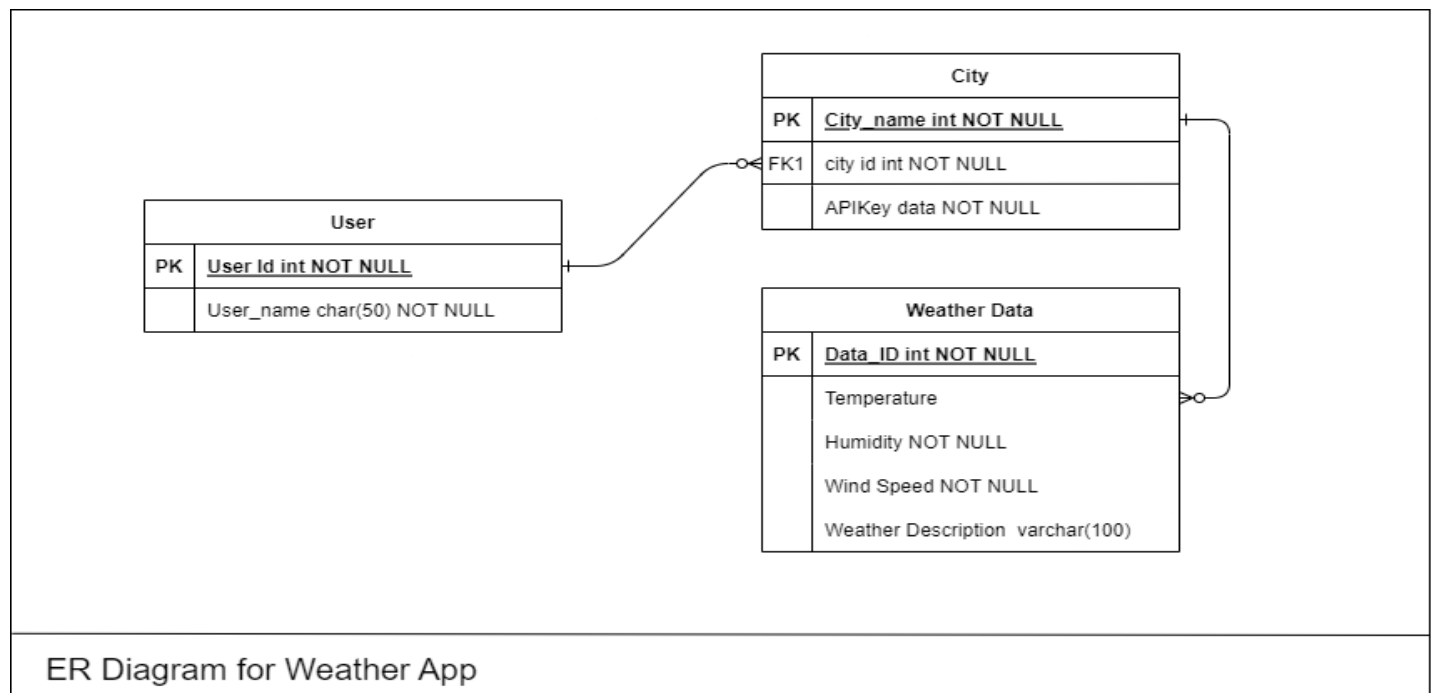 City
PK City_name int NOT NULL
FK1 city id int NOT NULL
APIKey data NOT NULL
User
PK User Id int NOT NULL
User_name char(50) NOT NULL
Weather Data
PK Data_ID int NOT NULL
Temperature
Humidity NOT NULL
Wind Speed NOT NULL
Weather Description varchar(100)
ER Diagram for Weather App